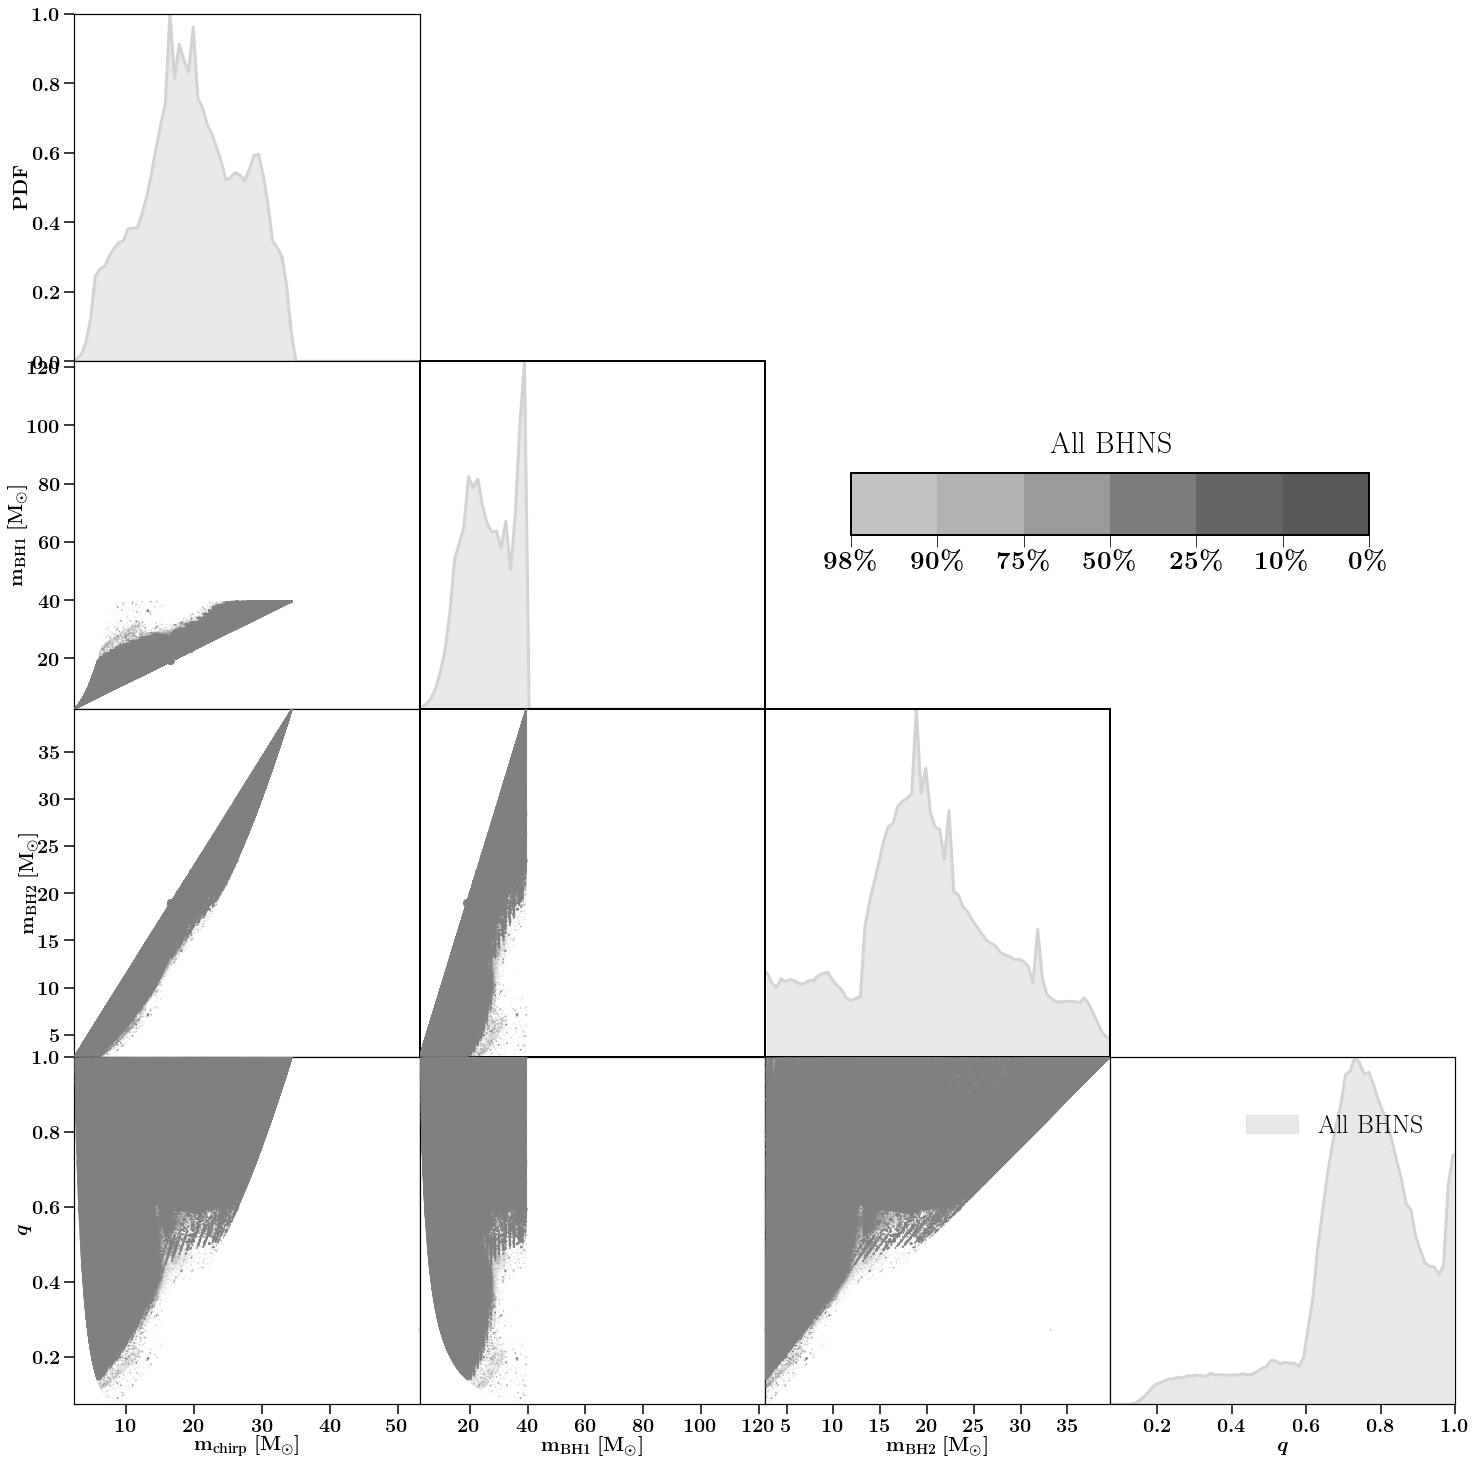 1.0
0.8
0.6
0.4
0.2
0.0
PDF
120
100
80
60
40
20
m_BH1 [M_⊙]
All BHNS
98% 90% 75% 50% 25% 10% 0%
35
30
25
20
15
10
5
m_BH2 [M_⊙]
1.0
0.8
0.6
0.4
0.2
q
All BHNS
10 20 30 40 50
m_chirp [M_⊙]
20 40 60 80 100 120
m_BH1 [M_⊙]
5 10 15 20 25 30 35
m_BH2 [M_⊙]
0.2 0.4 0.6 0.8 1.0
q